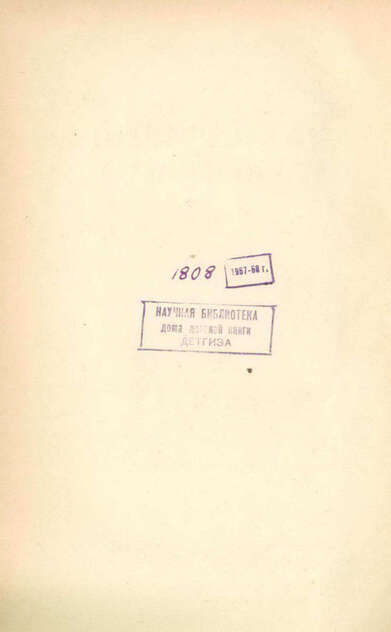 1808 1967-68 г.
НАУЧНАЯ БИБЛИОТЕКА
дома детской книги
ДЕТГИЗА